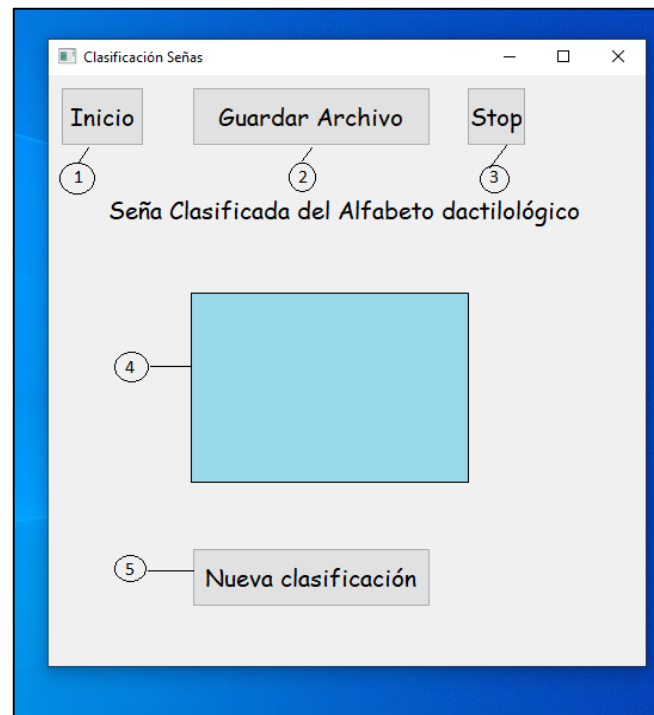 Clasificación Señas
Inicio Guardar Archivo Stop
1 2 3
Seña Clasificada del Alfabeto dactilológico
4
5
Nueva clasificación